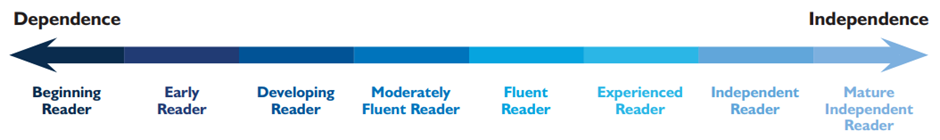 Dependence
Independence
Beginning
Reader
Early
Reader
Developing
Reader
Moderately
Fluent Reader
Fluent
Reader
Experienced
Reader
Independent
Reader
Mature
Independent
Reader